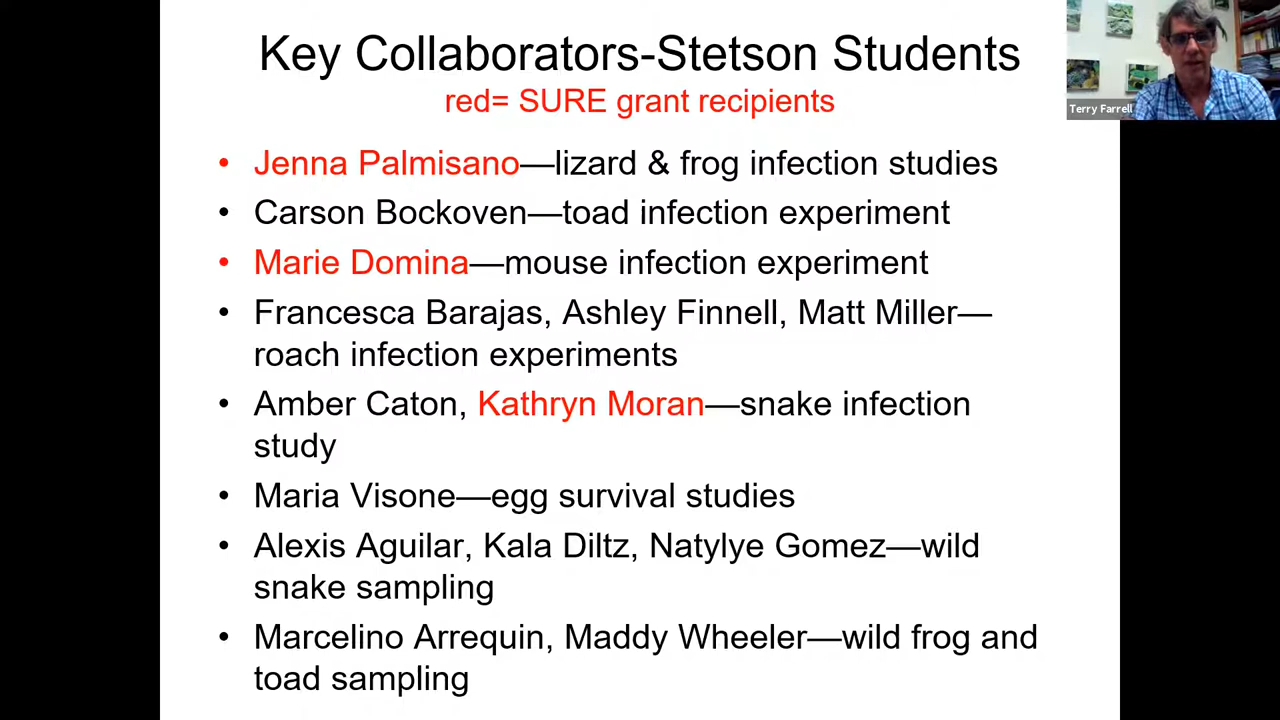 Key Collaborators-Stetson Students
red= SURE grant recipients
Terry Farrell
• Jenna Palmisano—lizard & frog infection studies
• Carson Bockoven—toad infection experiment
• Marie Domina—mouse infection experiment
• Francesca Barajas, Ashley Finnell, Matt Miller—
roach infection experiments
• Amber Caton, Kathryn Moran—snake infection
study
• Maria Visone—egg survival studies
• Alexis Aguilar, Kala Diltz, Natylye Gomez—wild
snake sampling
• Marcelino Arrequin, Maddy Wheeler—wild frog and
toad sampling